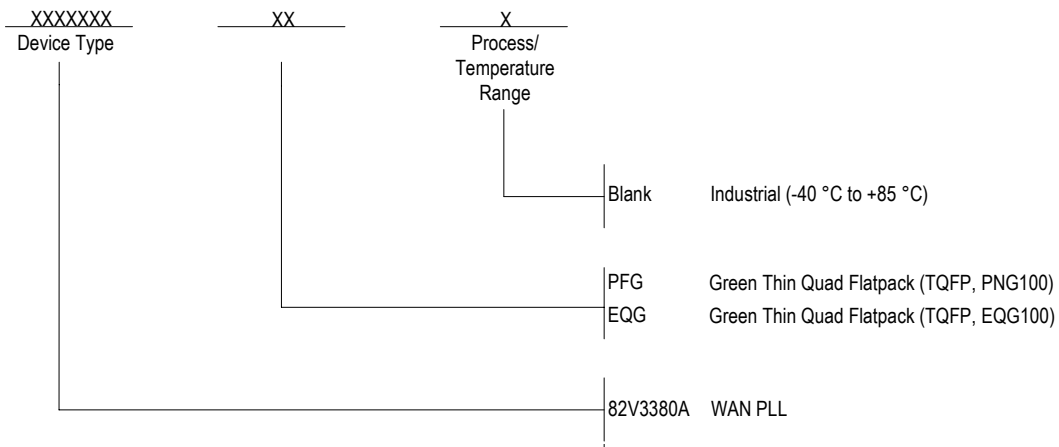 XXXXXXX XX X
Device Type
Process/
Temperature
Range
Blank Industrial (-40 °C to +85 °C)
PFG Green Thin Quad Flatpack (TQFP, PNG100)
EQG Green Thin Quad Flatpack (TQFP, EQG100)
82V3380A WAN PLL